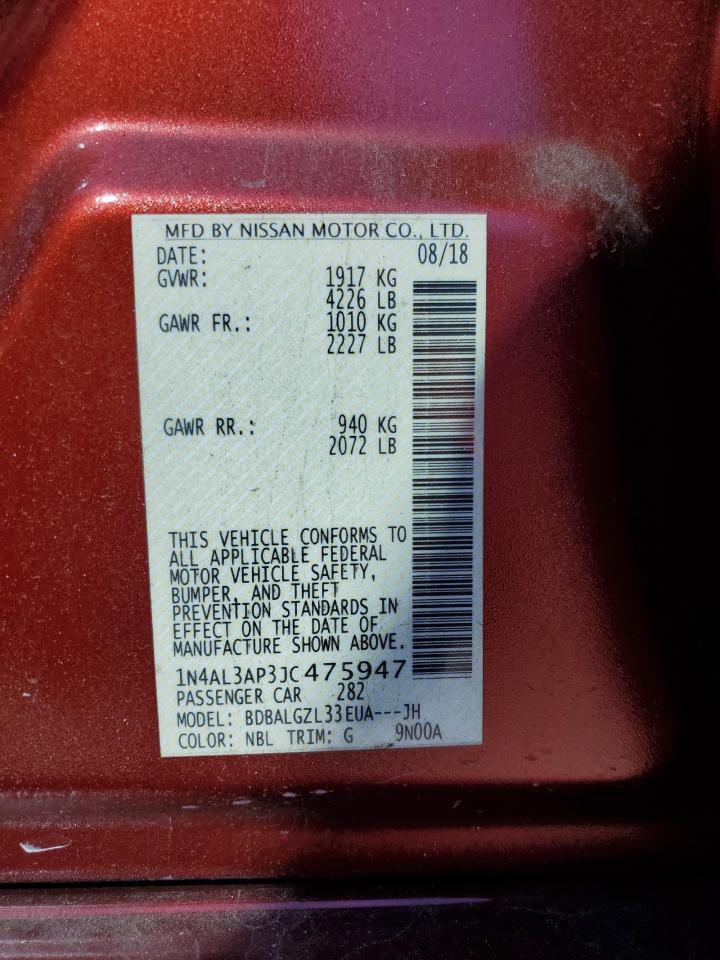 MFD BY NISSAN MOTOR CO., LTD.
DATE: 08/18
GVWR: 1917 KG
4226 LB
GAWR FR.: 1010 KG
2227 LB
GAWR RR.: 940 KG
2072 LB
THIS VEHICLE CONFORMS TO
ALL APPLICABLE FEDERAL
MOTOR VEHICLE SAFETY,
BUMPER, AND THEFT
PREVENTION STANDARDS IN
EFFECT ON THE DATE OF
MANUFACTURE SHOWN ABOVE.
1N4AL3AP3JC475947
PASSENGER CAR 282
MODEL: BDBALGZL33EUA---JH
COLOR: NBL TRIM: G 9N00A